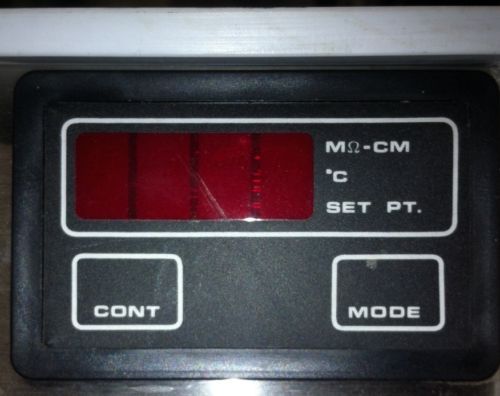 MΩ-CM
°C
SET PT.
CONT
MODE